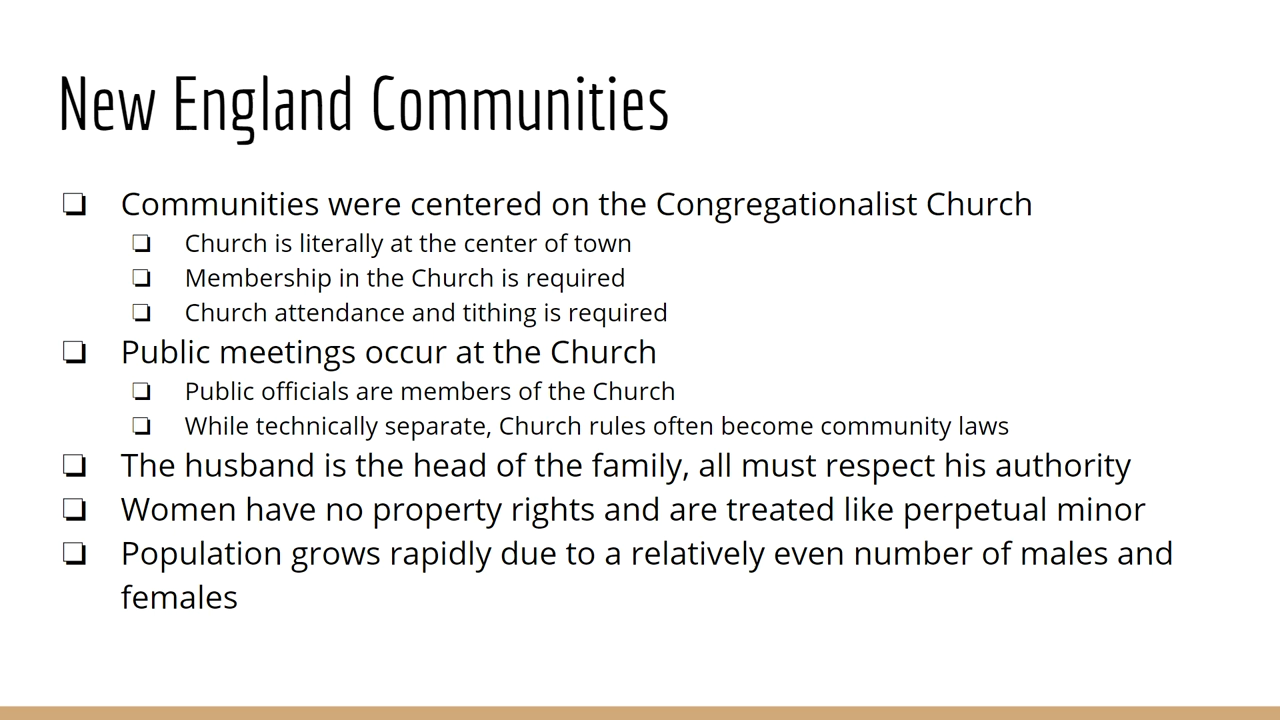 New England Communities
❏ Communities were centered on the Congregationalist Church
❏ Church is literally at the center of town
❏ Membership in the Church is required
❏ Church attendance and tithing is required
❏ Public meetings occur at the Church
❏ Public officials are members of the Church
❏ While technically separate, Church rules often become community laws
❏ The husband is the head of the family, all must respect his authority
❏ Women have no property rights and are treated like perpetual minor
❏ Population grows rapidly due to a relatively even number of males and
females